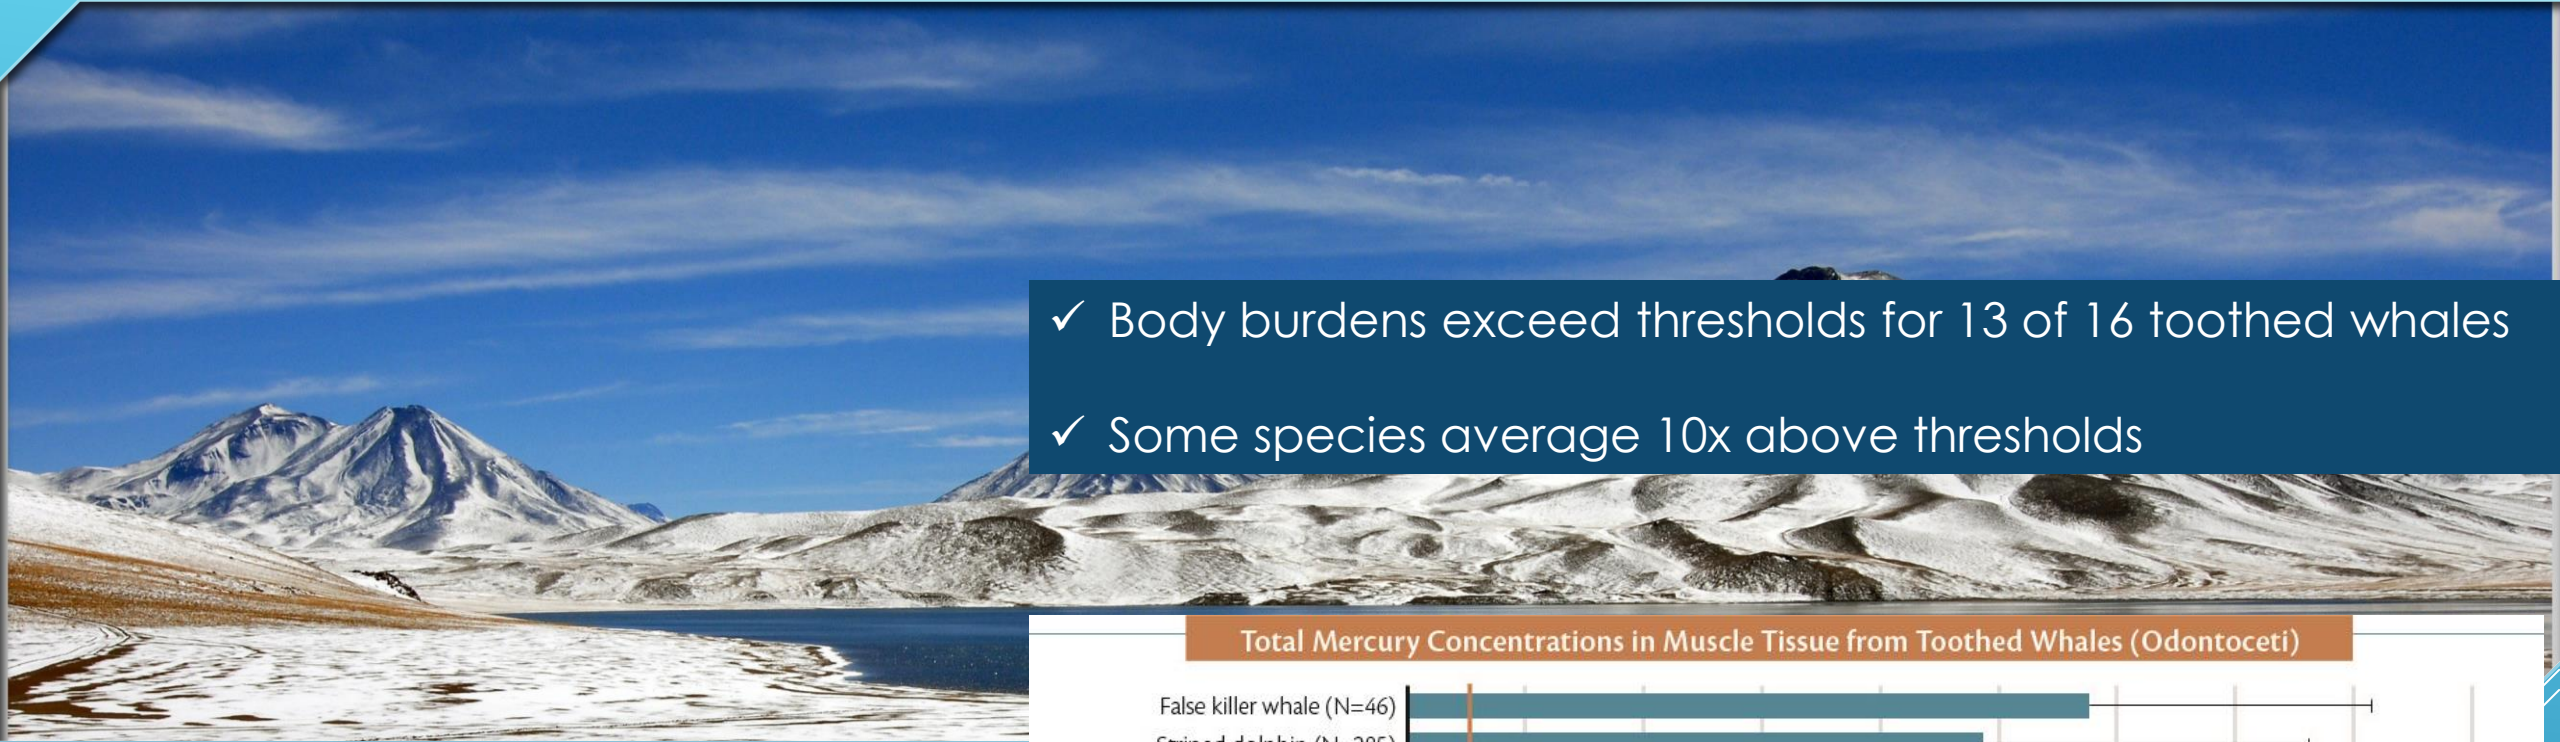 ✓ Body burdens exceed thresholds for 13 of 16 toothed whales
✓ Some species average 10x above thresholds
Total Mercury Concentrations in Muscle Tissue from Toothed Whales (Odontoceti)
False killer whale (N=46)